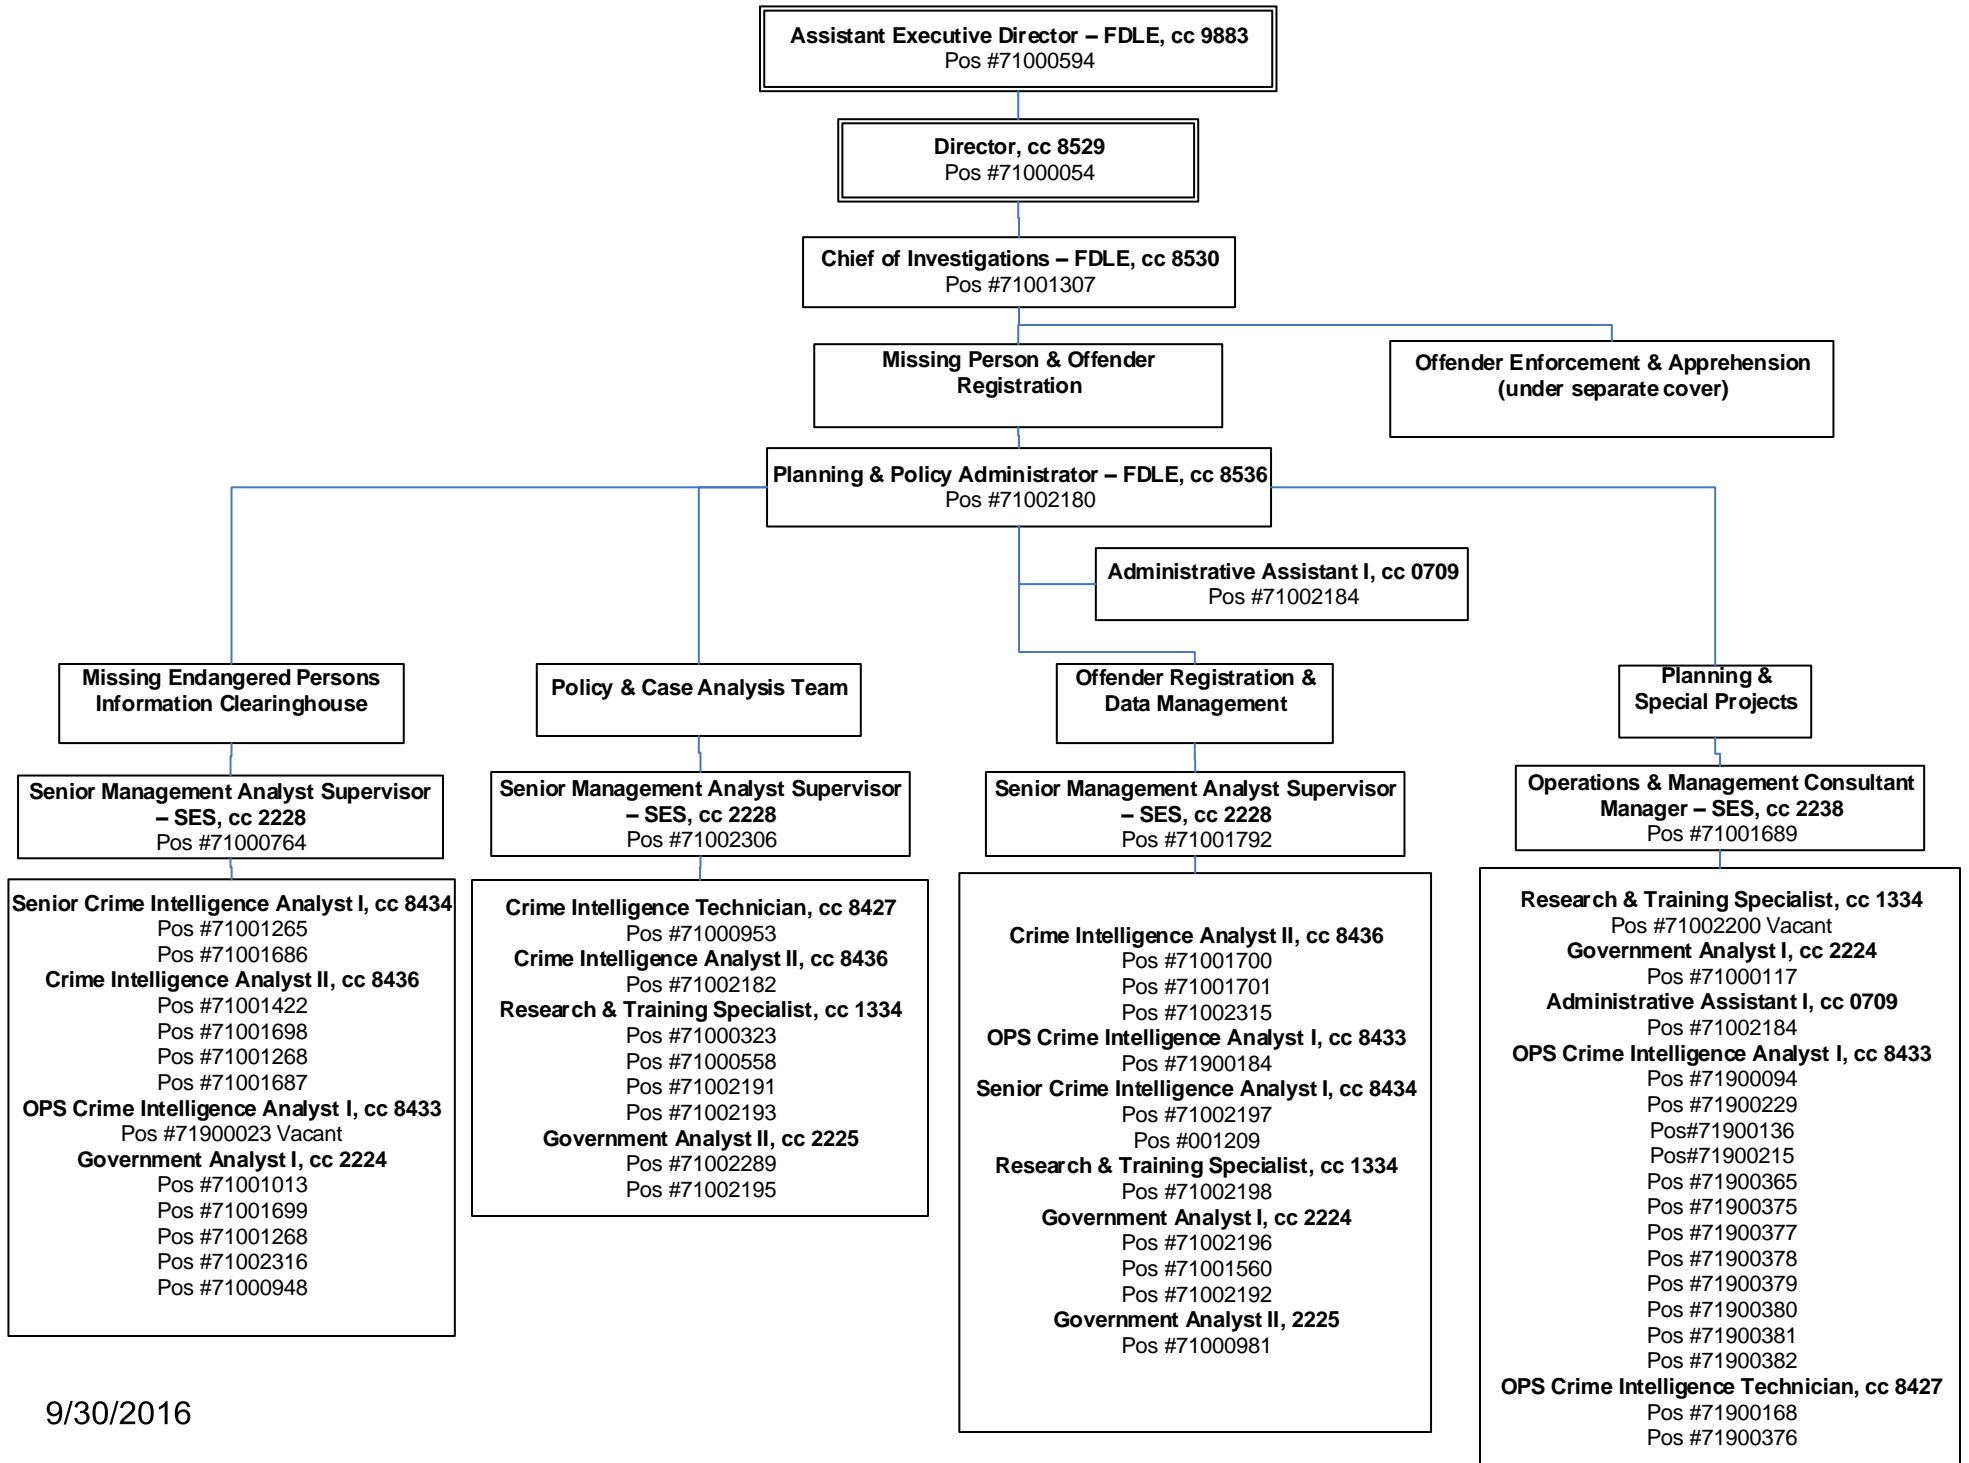 Assistant Executive Director – FDLE, cc 9883
Pos #71000594
Director, cc 8529
Pos #71000054
Chief of Investigations – FDLE, cc 8530
Pos #71001307
Missing Person & Offender
Registration
Offender Enforcement & Apprehension
(under separate cover)
Planning & Policy Administrator – FDLE, cc 8536
Pos #71002180
Administrative Assistant I, cc 0709
Pos #71002184
Missing Endangered Persons
Information Clearinghouse
Policy & Case Analysis Team
Offender Registration &
Data Management
Planning &
Special Projects
Senior Management Analyst Supervisor
– SES, cc 2228
Pos #71000764
Senior Management Analyst Supervisor
– SES, cc 2228
Pos #71002306
Senior Management Analyst Supervisor
– SES, cc 2228
Pos #71001792
Operations & Management Consultant
Manager – SES, cc 2238
Pos #71001689
Senior Crime Intelligence Analyst I, cc 8434
Pos #71001265
Pos #71001686
Crime Intelligence Analyst II, cc 8436
Pos #71001422
Pos #71001698
Pos #71001268
Pos #71001687
OPS Crime Intelligence Analyst I, cc 8433
Pos #71900023 Vacant
Government Analyst I, cc 2224
Pos #71001013
Pos #71001699
Pos #71001268
Pos #71002316
Pos #71000948
Crime Intelligence Technician, cc 8427
Pos #71000953
Crime Intelligence Analyst II, cc 8436
Pos #71002182
Research & Training Specialist, cc 1334
Pos #71000323
Pos #71000558
Pos #71002191
Pos #71002193
Government Analyst II, cc 2225
Pos #71002289
Pos #71002195
Crime Intelligence Analyst II, cc 8436
Pos #71001700
Pos #71001701
Pos #71002315
OPS Crime Intelligence Analyst I, cc 8433
Pos #71900184
Senior Crime Intelligence Analyst I, cc 8434
Pos #71002197
Pos #001209
Research & Training Specialist, cc 1334
Pos #71002198
Government Analyst I, cc 2224
Pos #71002196
Pos #71001560
Pos #71002192
Government Analyst II, 2225
Pos #71000981
Research & Training Specialist, cc 1334
Pos #71002200 Vacant
Government Analyst I, cc 2224
Pos #71000117
Administrative Assistant I, cc 0709
Pos #71002184
OPS Crime Intelligence Analyst I, cc 8433
Pos #71900094
Pos #71900229
Pos#71900136
Pos#71900215
Pos #71900365
Pos #71900375
Pos #71900377
Pos #71900378
Pos #71900379
Pos #71900380
Pos #71900381
Pos #71900382
OPS Crime Intelligence Technician, cc 8427
Pos #71900168
Pos #71900376
9/30/2016